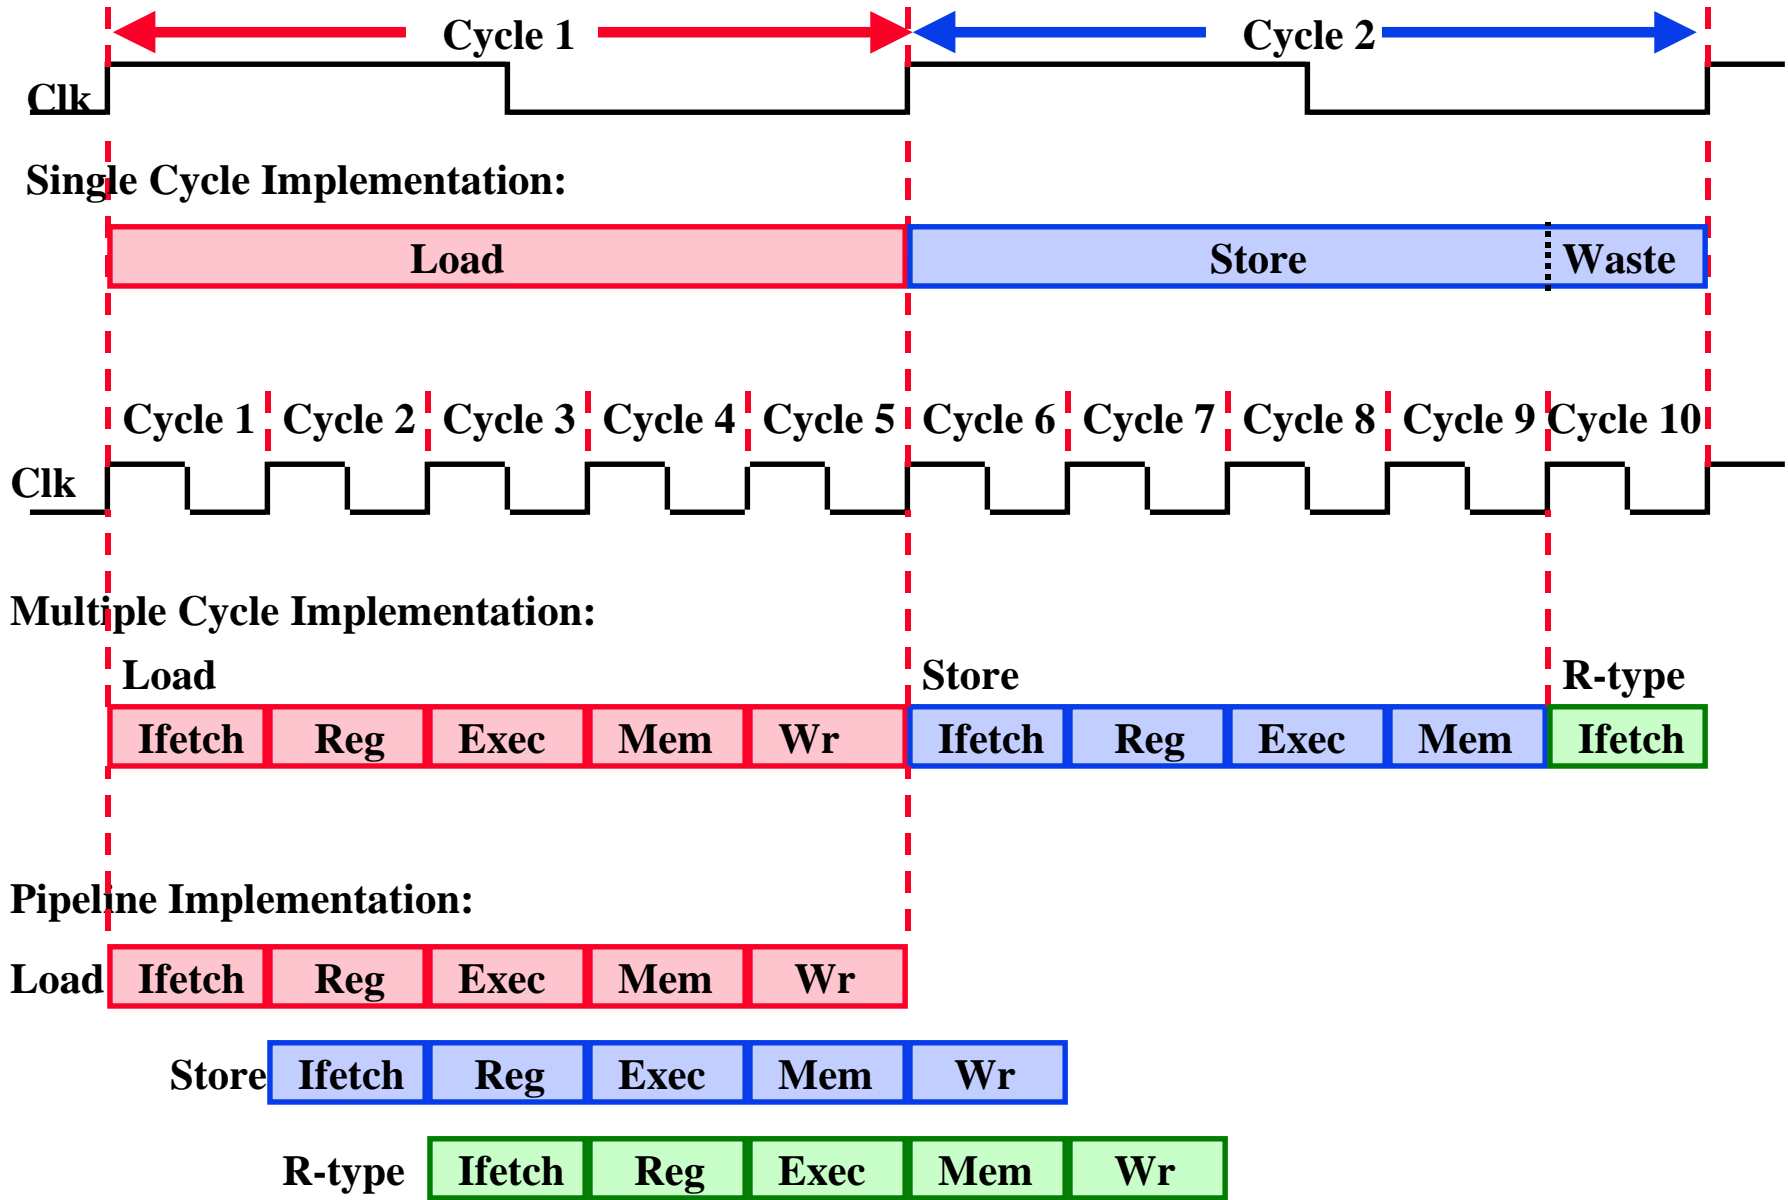 Cycle 1 Cycle 2
Clk
Single Cycle Implementation:
Load Store Waste
Cycle 1 Cycle 2 Cycle 3 Cycle 4 Cycle 5 Cycle 6 Cycle 7 Cycle 8 Cycle 9 Cycle 10
Clk
Multiple Cycle Implementation:
Load Store R-type
Ifetch Reg Exec Mem Wr Ifetch Reg Exec Mem Ifetch
Pipeline Implementation:
Load Ifetch Reg Exec Mem Wr
Store Ifetch Reg Exec Mem Wr
R-type Ifetch Reg Exec Mem Wr